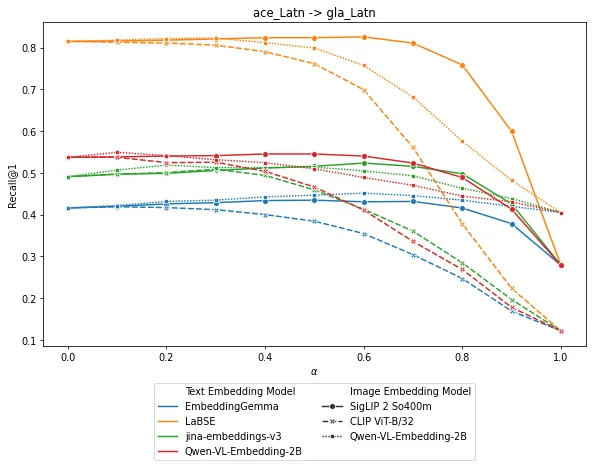 ace_Latn -> gla_Latn
Recall@1
0.8
0.7
0.6
0.5
0.4
0.3
0.2
0.1
0.0 0.2 0.4 0.6 0.8 1.0
α
Text Embedding Model Image Embedding Model
EmbeddingGemma SigLIP 2 So400m
LaBSE CLIP ViT-B/32
jina-embeddings-v3 Qwen-VL-Embedding-2B
Qwen-VL-Embedding-2B